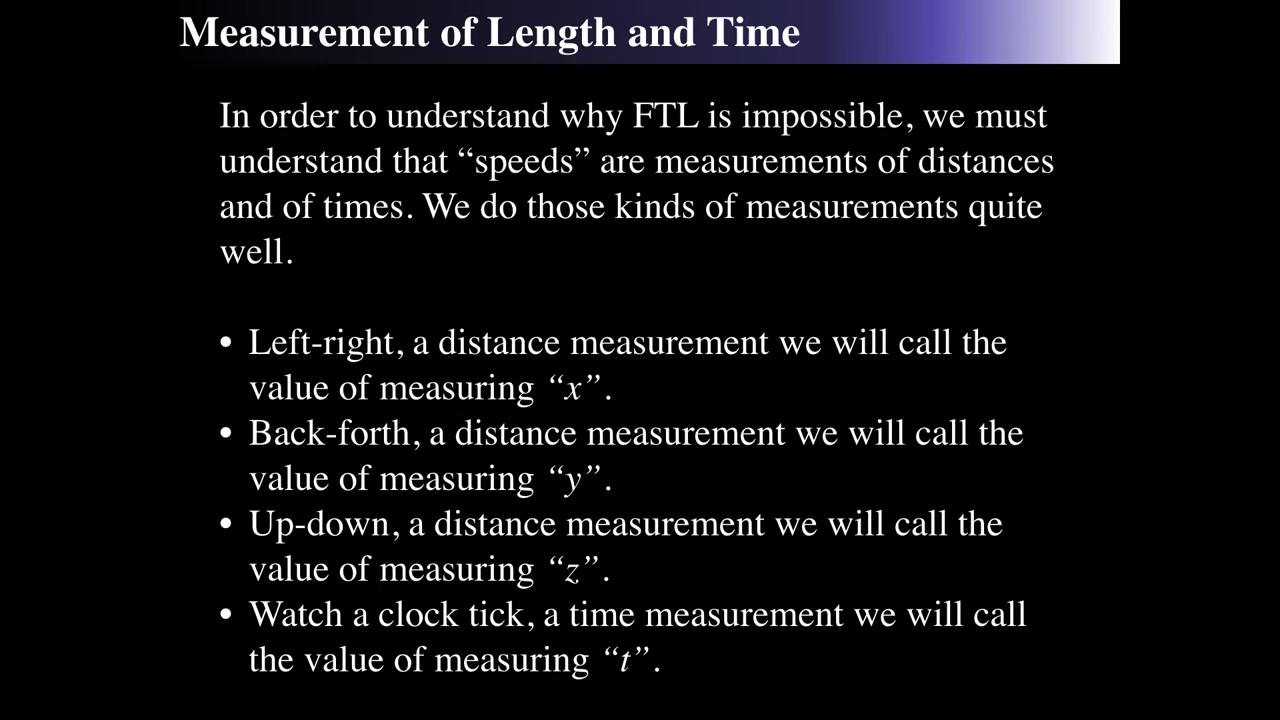 Measurement of Length and Time
In order to understand why FTL is impossible, we must
understand that “speeds” are measurements of distances
and of times. We do those kinds of measurements quite
well.
• Left-right, a distance measurement we will call the
value of measuring “x”.
• Back-forth, a distance measurement we will call the
value of measuring “y”.
• Up-down, a distance measurement we will call the
value of measuring “z”.
• Watch a clock tick, a time measurement we will call
the value of measuring “t”.